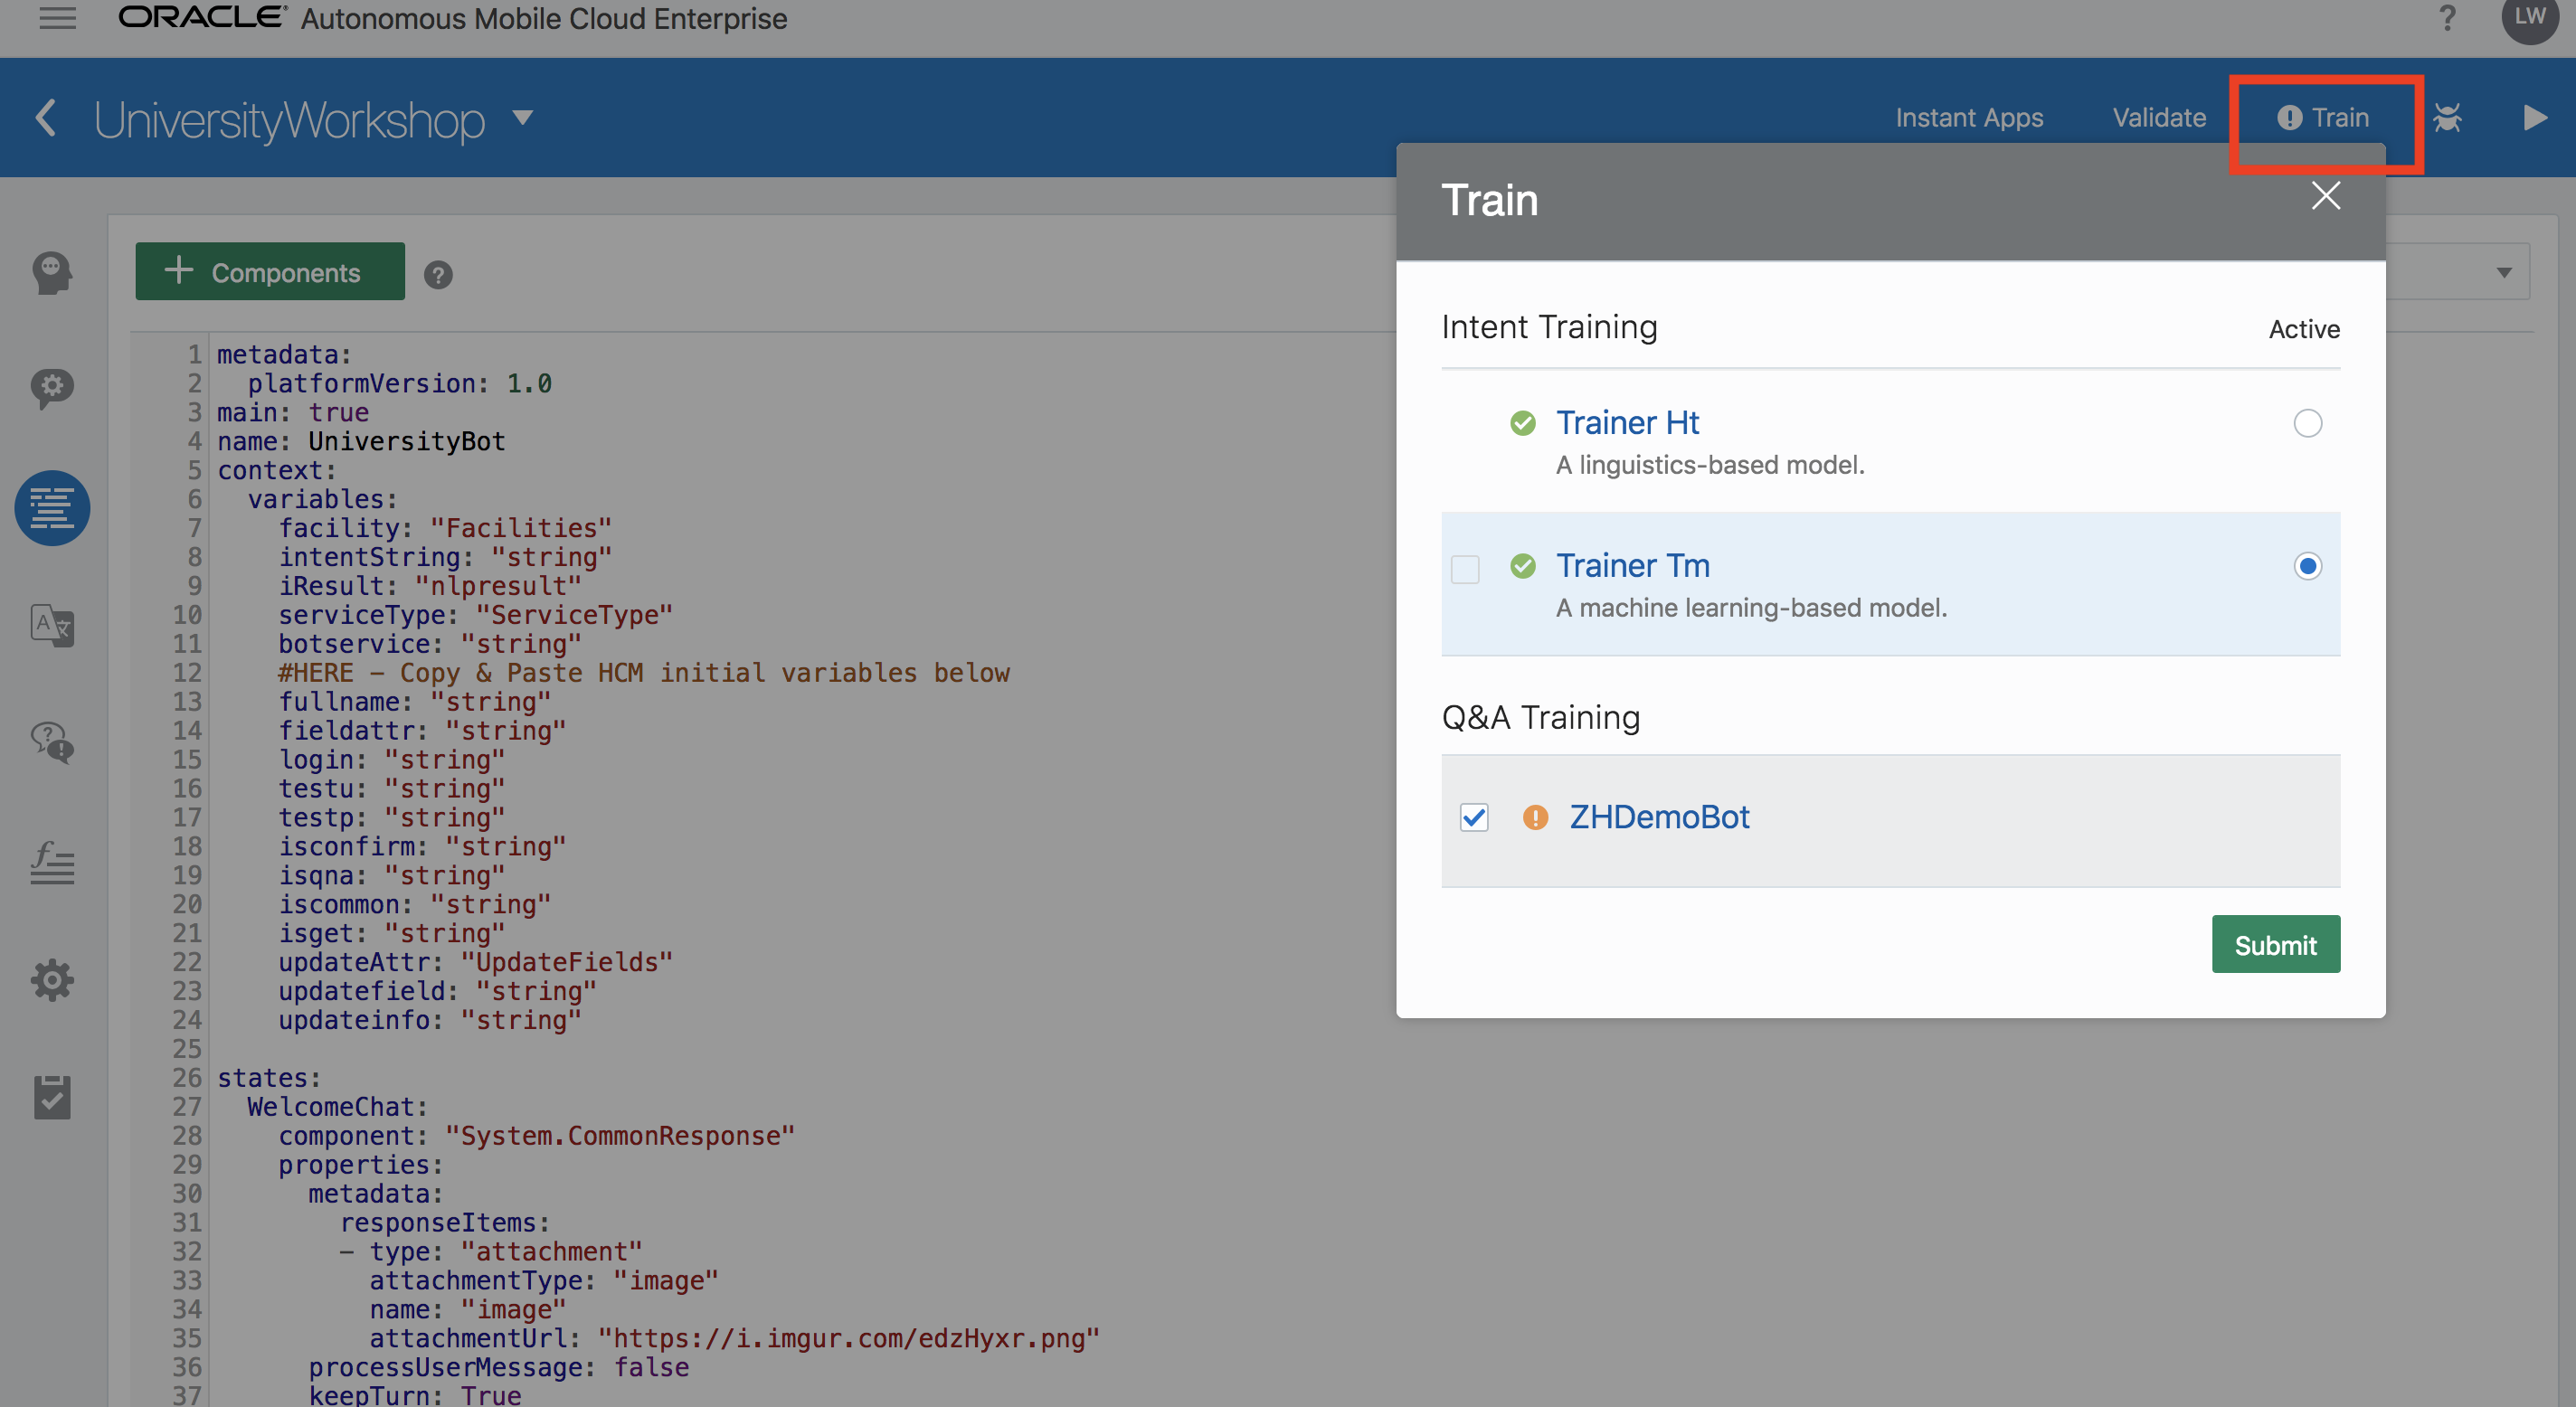 ORACLE® Autonomous Mobile Cloud Enterprise
? LW
UniversityWorkshop
Instant Apps Validate Train
+ Components ?
1 metadata:
2 platformVersion: 1.0
3 main: true
4 name: UniversityBot
5 context:
6 variables:
7 facility: "Facilities"
8 intentString: "string"
9 iResult: "nlpresult"
10 serviceType: "ServiceType"
11 botservice: "string"
12 #HERE – Copy & Paste HCM initial variables below
13 fullname: "string"
14 fieldattr: "string"
15 login: "string"
16 testu: "string"
17 testp: "string"
18 isconfirm: "string"
19 isqna: "string"
20 iscommon: "string"
21 isget: "string"
22 updateAttr: "UpdateFields"
23 updatefield: "string"
24 updateinfo: "string"
25
26 states:
27 WelcomeChat:
28 component: "System.CommonResponse"
29 properties:
30 metadata:
31 responseItems:
32 – type: "attachment"
33 attachmentType: "image"
34 name: "image"
35 attachmentUrl: "https://i.imgur.com/edzHyxr.png"
36 processUserMessage: false
37 keepTurn: True
Train
Intent Training Active
Trainer Ht
A linguistics-based model.
Trainer Tm
A machine learning-based model.
Q&A Training
ZHDemoBot
Submit